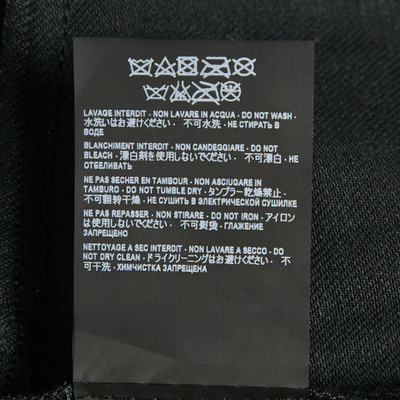 LAVAGE INTERDIT - NON LAVARE IN ACQUA - DO NOT WASH -
水洗いはお避けください - 不可水洗 - НЕ СТИРАТЬ В
ВОДЕ
BLANCHIMENT INTERDIT - NON CANDEGGIARE - DO NOT
BLEACH - 漂白剤を使用しないでください - 不可漂白 - НЕ
ОТБЕЛИВАТЬ
NE PAS SECHER EN TAMBOUR - NON ASCIUGARE IN
TAMBURO - DO NOT TUMBLE DRY - タンブラー乾燥禁止 -
不可翻转干燥 - НЕ СУШИТЬ В ЭЛЕКТРИЧЕСКОЙ СУШИЛКЕ
NE PAS REPASSER - NON STIRARE - DO NOT IRON - アイロン
は使用しないでください - 不可熨烫 - ГЛАЖЕНИЕ
ЗАПРЕЩЕНО
NETTOYAGE A SEC INTERDIT - NON LAVARE A SECCO - DO
NOT DRY CLEAN - ドライクリーニングはお避けください - 不
可干洗 - ХИМЧИСТКА ЗАПРЕЩЕНА